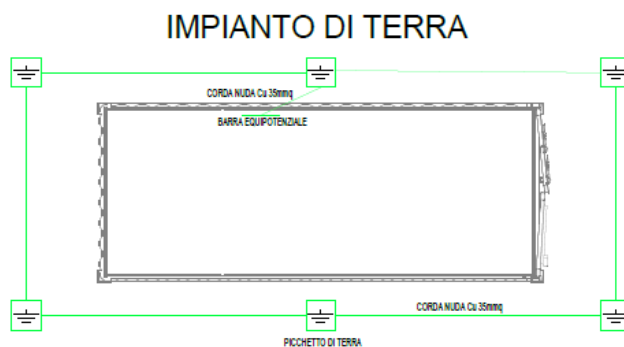 IMPIANTO DI TERRA
CORDA NUDA Cu 35mmq
BARRA EQUIPOTENZIALE
CORDA NUDA Cu 35mmq
PICCHETTO DI TERRA